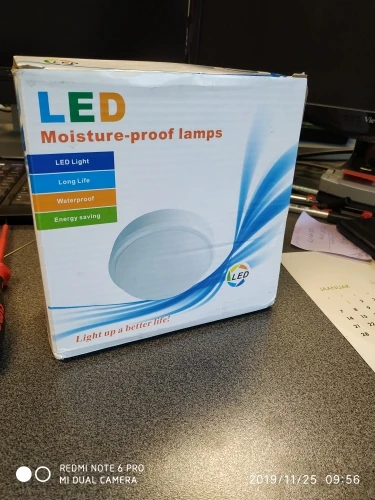 LED
Moisture-proof lamps
LED Light
Long Life
Waterproof
Energy saving
LED
Light up a better life!
JAANUAR
REDMI NOTE 6 PRO
MI DUAL CAMERA
2019/11/25 09:56